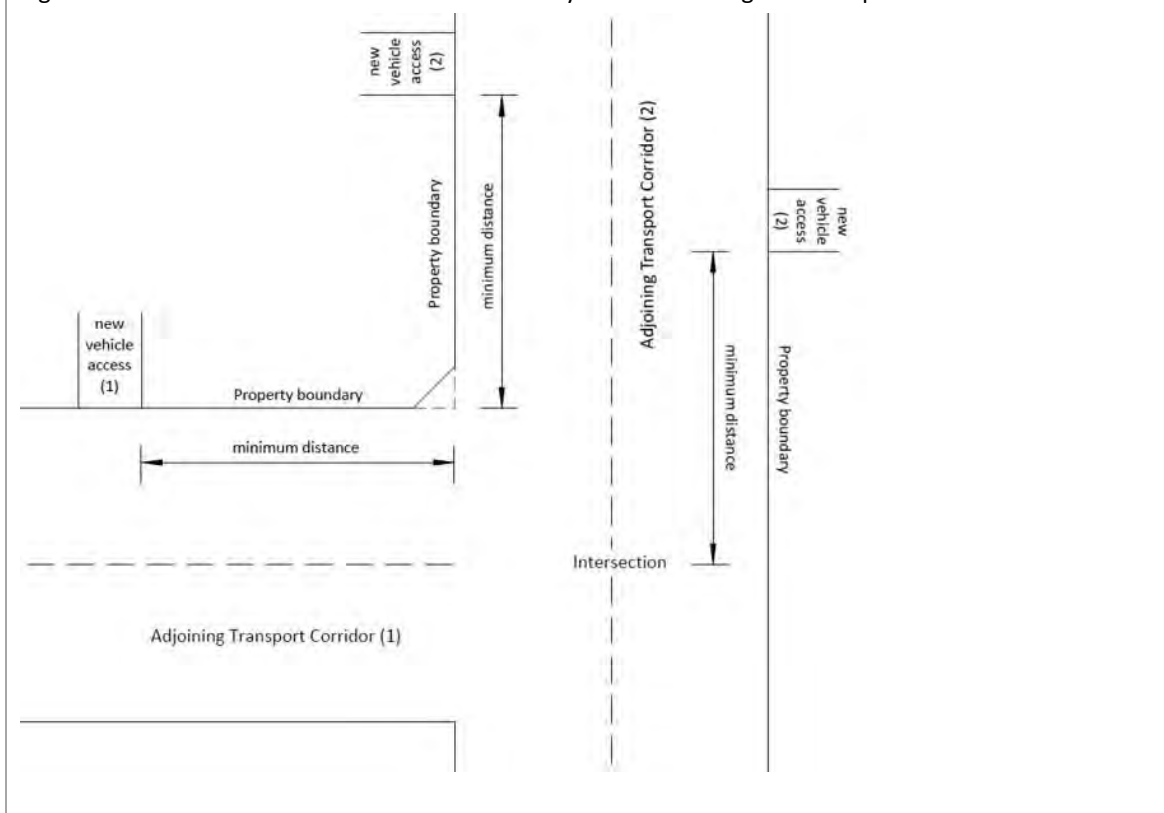 new
vehicle
access
(2)
Adjoining Transport Corridor (2)
Property boundary
minimum distance
new
vehicle
access
(2)
new
vehicle
access
(1)
Property boundary
minimum distance
minimum distance
Property boundary
Intersection
Adjoining Transport Corridor (1)